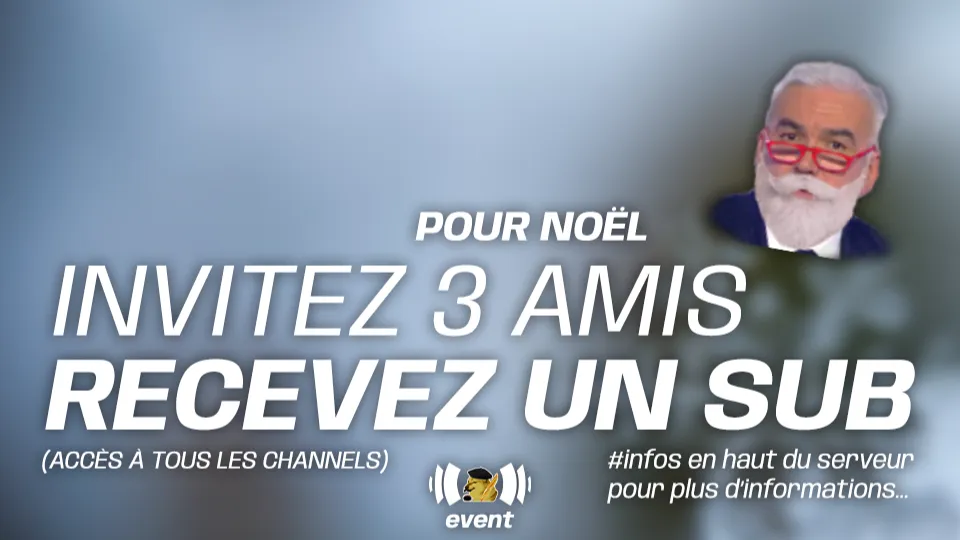 POUR NOËL
INVITEZ 3 AMIS
RECEVEZ UN SUB
(ACCÈS À TOUS LES CHANNELS)
#infos en haut du serveur
pour plus d'informations...
event